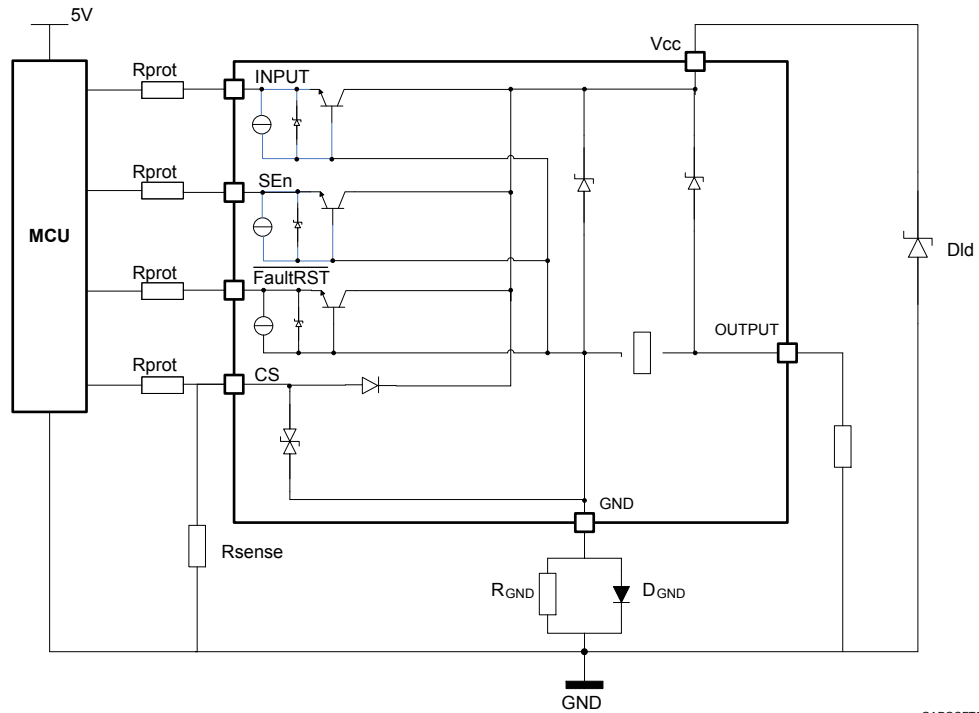 5V
Vcc
Rprot
INPUT
Rprot
SEn
MCU
Dld
Rprot
FaultRST
OUTPUT
Rprot
CS
GND
Rsense
RGND
DGND
GND